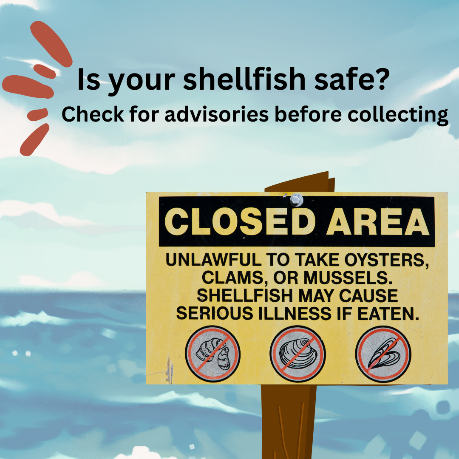 Is your shellfish safe?
Check for advisories before collecting
CLOSED AREA
UNLAWFUL TO TAKE OYSTERS,
CLAMS, OR MUSSELS.
SHELLFISH MAY CAUSE
SERIOUS ILLNESS IF EATEN.